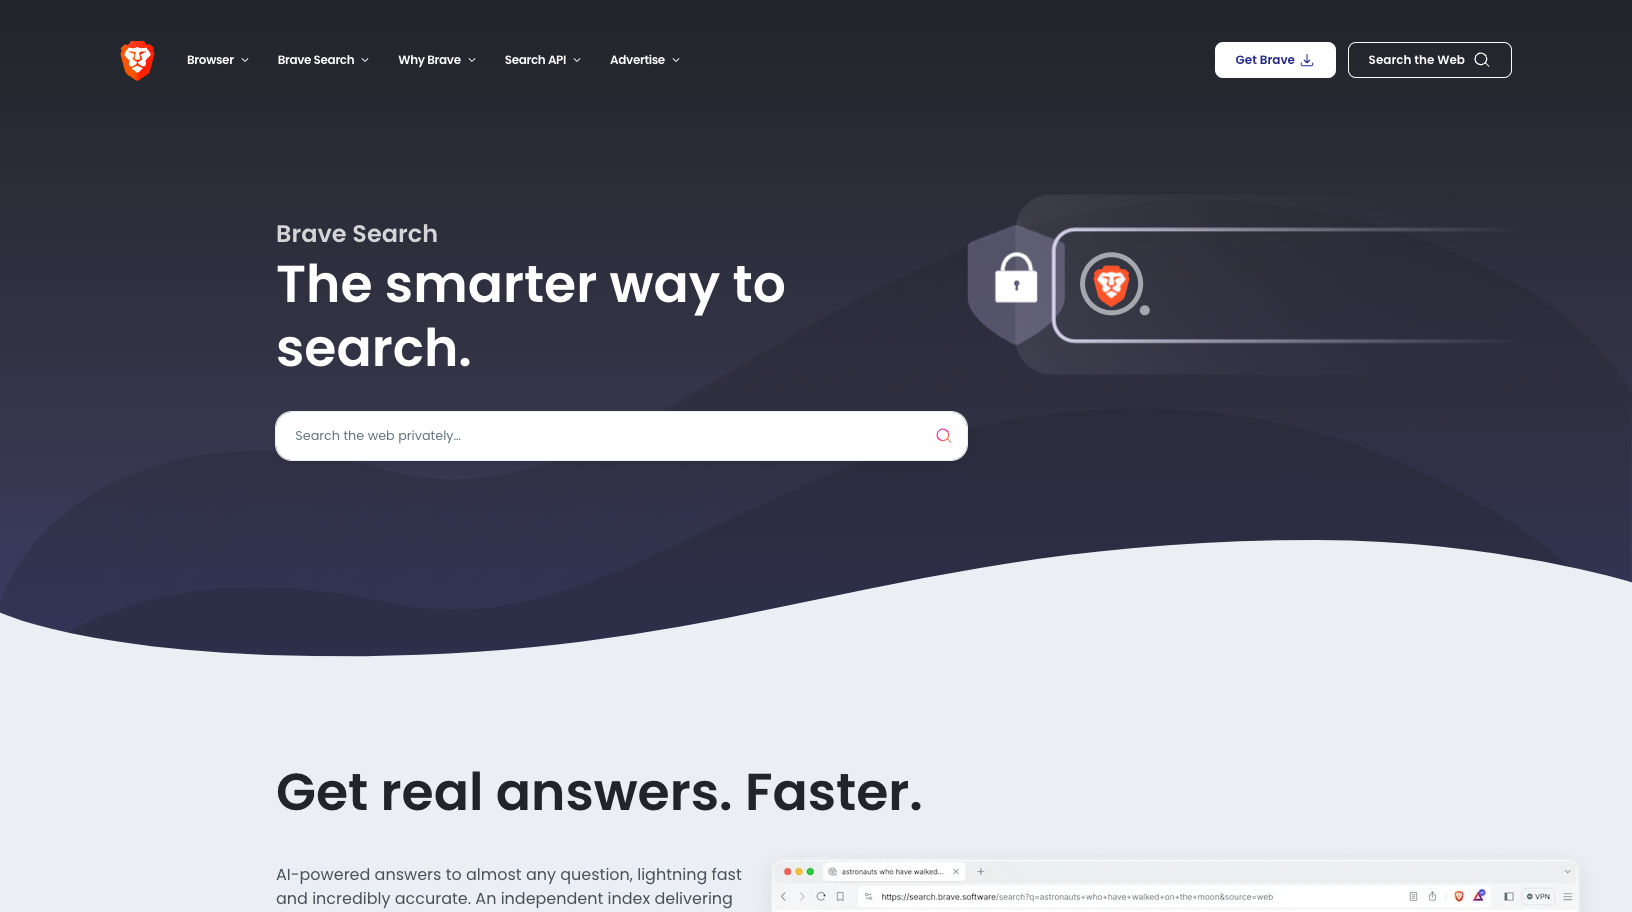 Browser
Brave Search
Why Brave
Search API
Advertise
Get Brave
Search the Web
Brave Search
The smarter way to
search.
Search the web privately...
Get real answers. Faster.
AI-powered answers to almost any question, lightning fast
and incredibly accurate. An independent index delivering
astronauts who have walked...
https://search.brave.software/search?q=astronauts+who+have+walked+on+the+moon&source=web
VPN